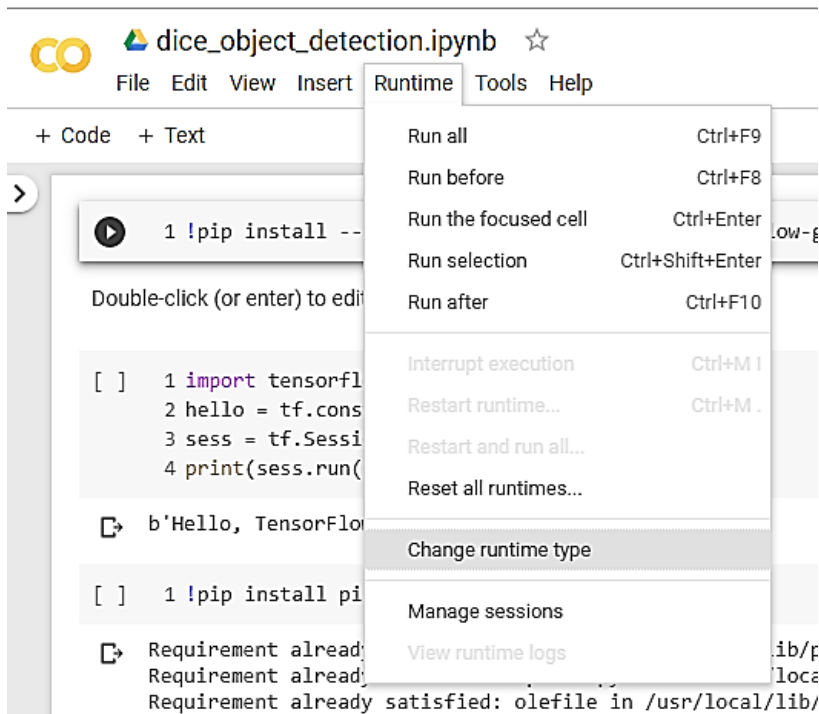 dice_object_detection.ipynb
File Edit View Insert Runtime Tools Help
+ Code + Text
Run all Ctrl+F9
Run before Ctrl+F8
Run the focused cell Ctrl+Enter
Run selection Ctrl+Shift+Enter
Run after Ctrl+F10
Interrupt execution Ctrl+M I
Restart runtime... Ctrl+M .
Restart and run all...
Reset all runtimes...
Change runtime type
Manage sessions
View runtime logs
1 !pip install --
Double-click (or enter) to edi
[ ] 1 import tensorfl
2 hello = tf.cons
3 sess = tf.Sessi
4 print(sess.run(
b'Hello, TensorFlo
[ ] 1 !pip install pi
Requirement already ib/p
Requirement already loca
Requirement already satisfied: olefile in /usr/local/lib/